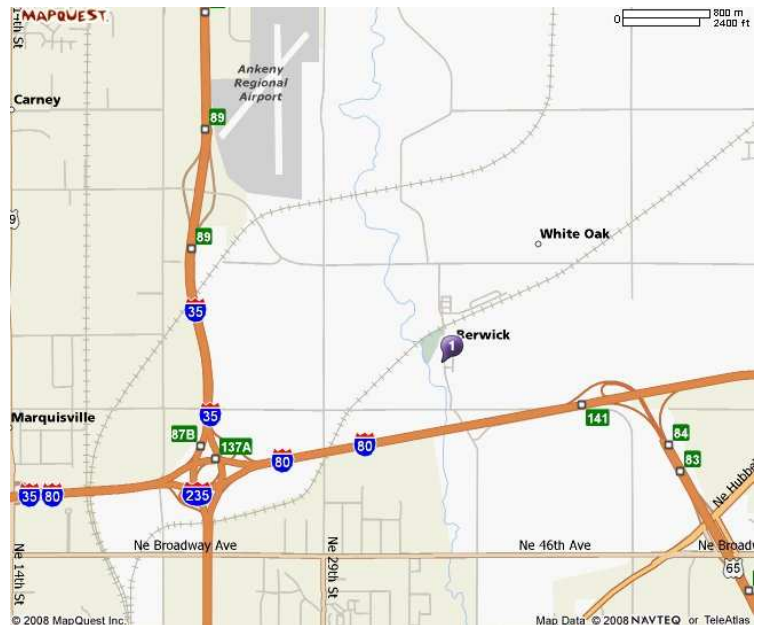 MAPQUEST.
14th St
0 800 m
2400 ft
Ankeny
Regional
Airport
Carney
89
White Oak
89
35
1
Berwick
35
Marquisville
87B
137A
80
80
141
84
83
35 80
235
Ne Hubbel
Ne Broadway Ave
Ne 46th Ave
Ne Broadw
Ne 14th St
Ne 29th St
65
© 2008 MapQuest Inc.
Map Data © 2008 NAVTEQ or TeleAtlas